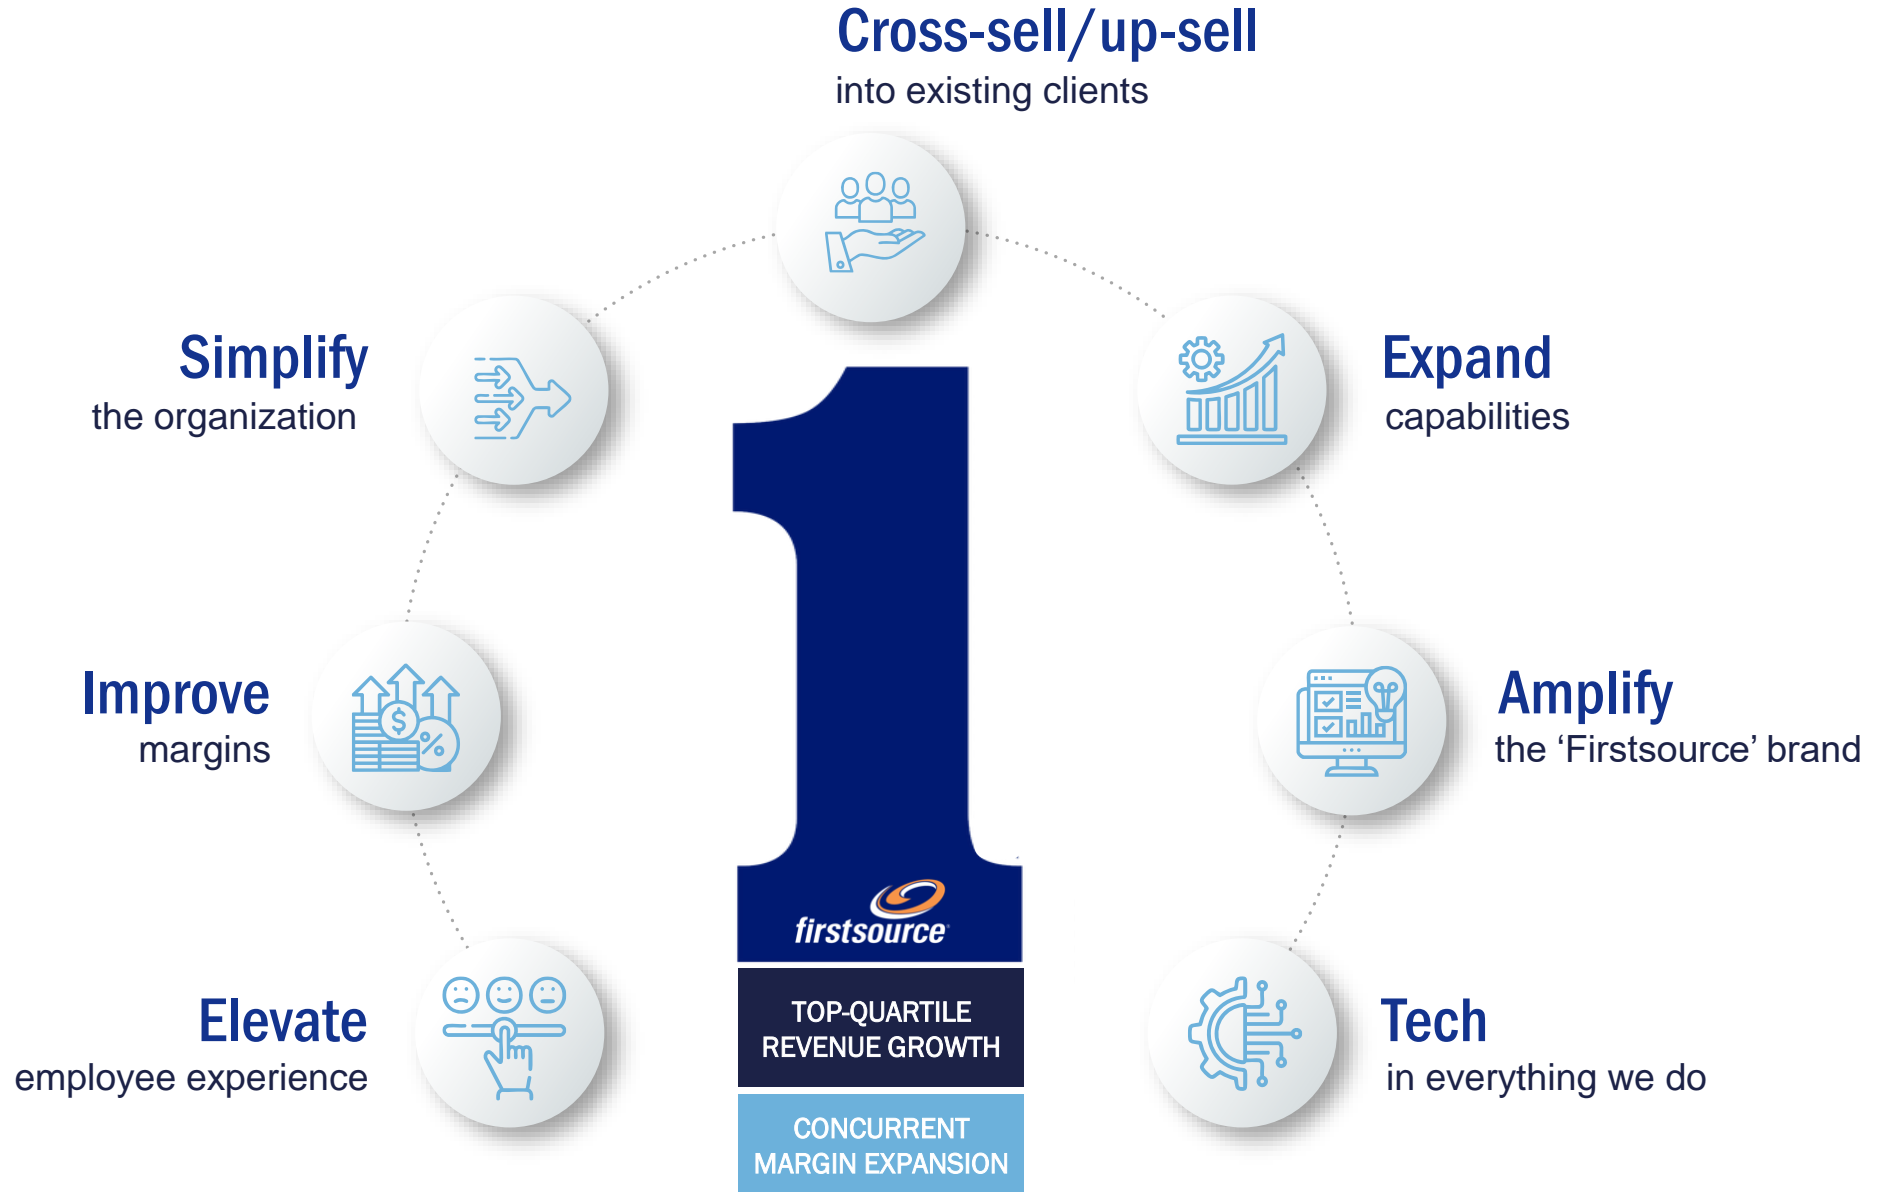 Cross-sell/up-sell
into existing clients
Simplify
the organization
Expand
capabilities
Improve
margins
Amplify
the ‘Firstsource’ brand
Elevate
employee experience
Tech
in everything we do
1
firstsource
TOP-QUARTILE
REVENUE GROWTH
CONCURRENT
MARGIN EXPANSION
$
%